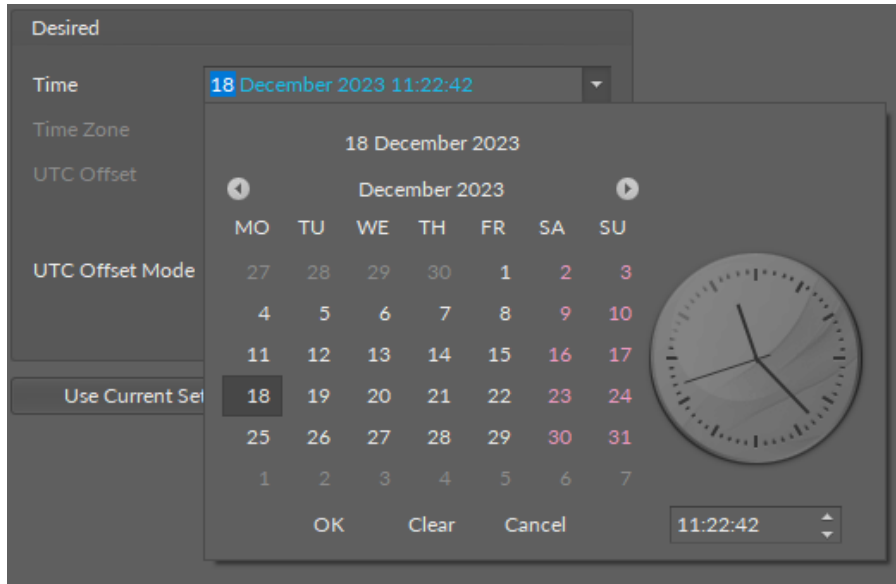 Desired
Time 18 December 2023 11:22:42
Time Zone
UTC Offset
UTC Offset Mode
Use Current Set
18 December 2023
December 2023
MO TU WE TH FR SA SU
27 28 29 30 1 2 3
4 5 6 7 8 9 10
11 12 13 14 15 16 17
18 19 20 21 22 23 24
25 26 27 28 29 30 31
1 2 3 4 5 6 7
OK Clear Cancel 11:22:42